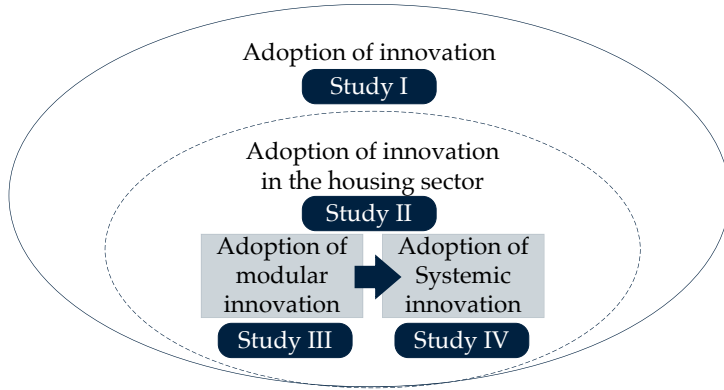 Adoption of innovation
Study I
Adoption of innovation
in the housing sector
Study II
Adoption of
modular
innovation
Study III
Adoption of
Systemic
innovation
Study IV